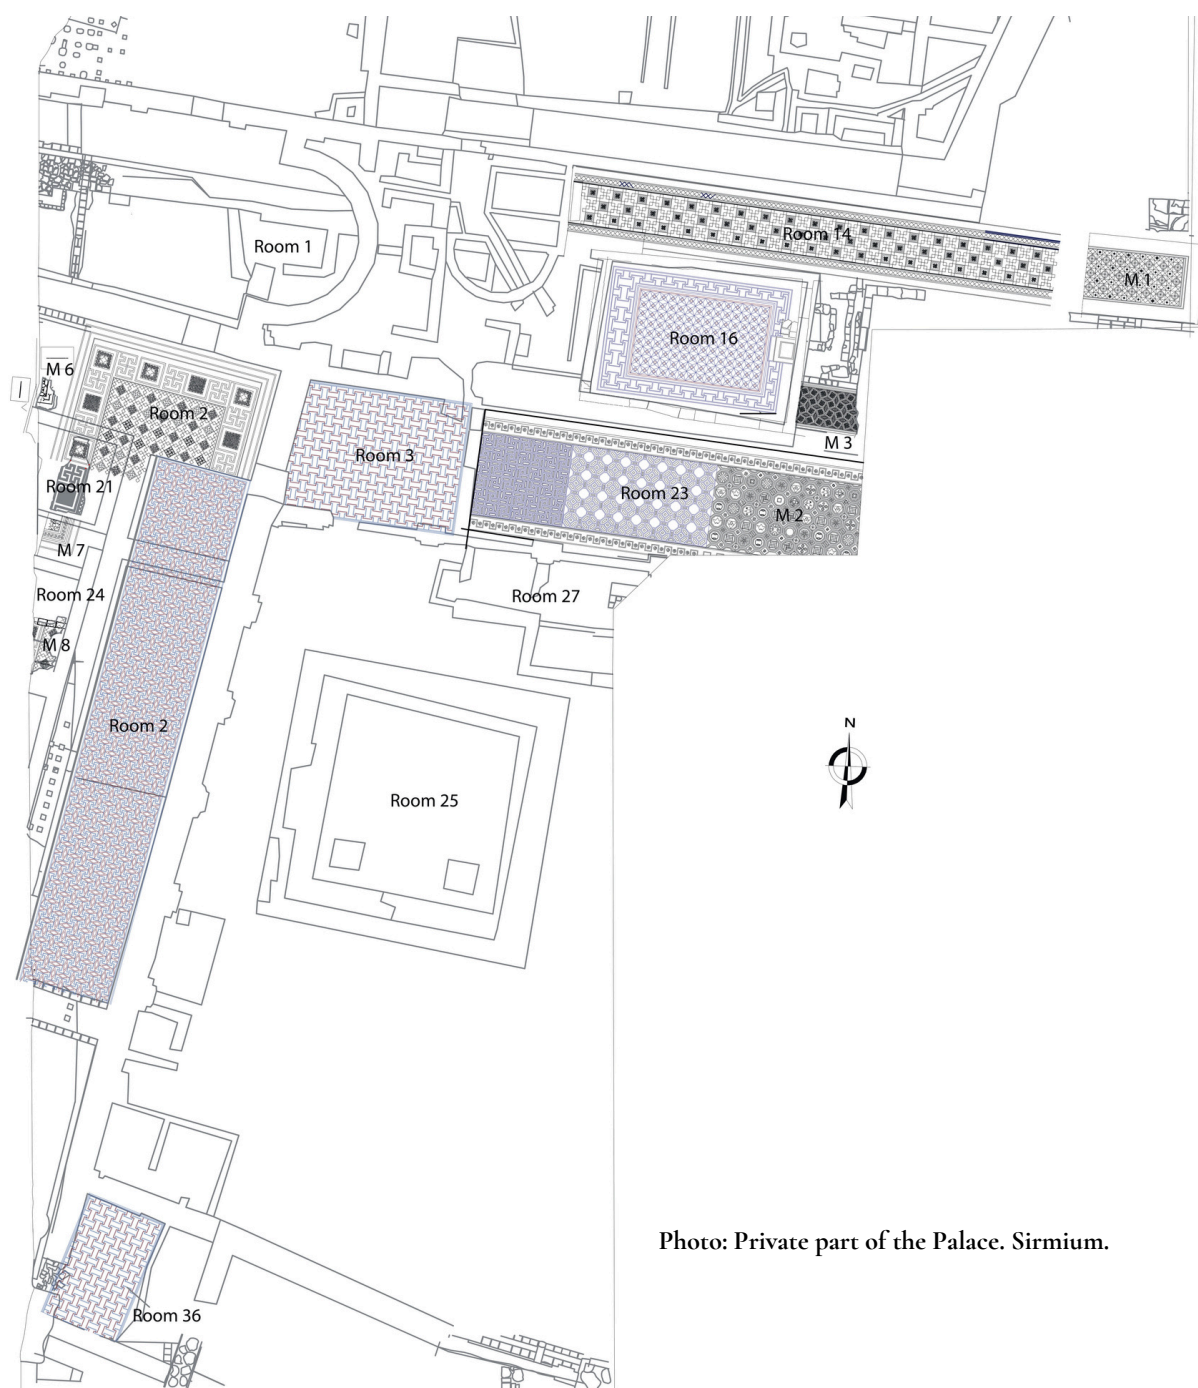 Room 1
Room 14
M 1
Room 16
M 6
Room 2
M 3
Room 3
Room 21
Room 23
M 2
M 7
Room 24
Room 27
M 8
N
Room 2
Room 25
Photo: Private part of the Palace. Sirmium.
Room 36